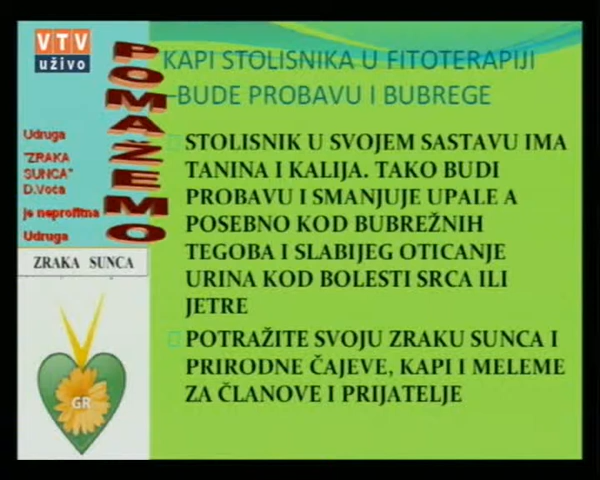 VTV
uživo
POMAŽEMO
Udruga
"ZRAKA
SUNCA"
D.Voća
je neprofitna
Udruga
ZRAKA SUNCA
GR
KAPI STOLISNIKA U FITOTERAPIJI
–BUDE PROBAVU I BUBREGE
STOLISNIK U SVOJEM SASTAVU IMA
TANINA I KALIJA. TAKO BUDI
PROBAVU I SMANJUJE UPALE A
POSEBNO KOD BUBREŽNIH
TEGOBA I SLABIJEG OTICANJE
URINA KOD BOLESTI SRCA ILI
JETRE
POTRAŽITE SVOJU ZRAKU SUNCA I
PRIRODNE ČAJEVE, KAPI I MELEME
ZA ČLANOVE I PRIJATELJE